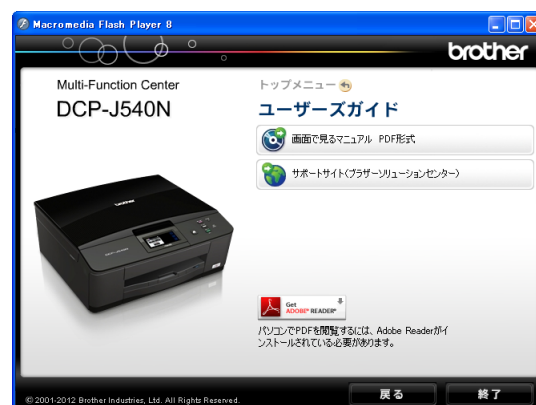 Macromedia Flash Player 8
brother
Multi-Function Center
DCP-J540N
トップメニュー
ユーザーズガイド
画面で見るマニュアル PDF形式
サポートサイト(ブラザーソリューションセンター)
Get
ADOBE® READER®
パソコンでPDFを閲覧するには、Adobe Readerがイ
ンストールされている必要があります。
© 2001-2012 Brother Industries, Ltd. All Rights Reserved.
戻る
終了